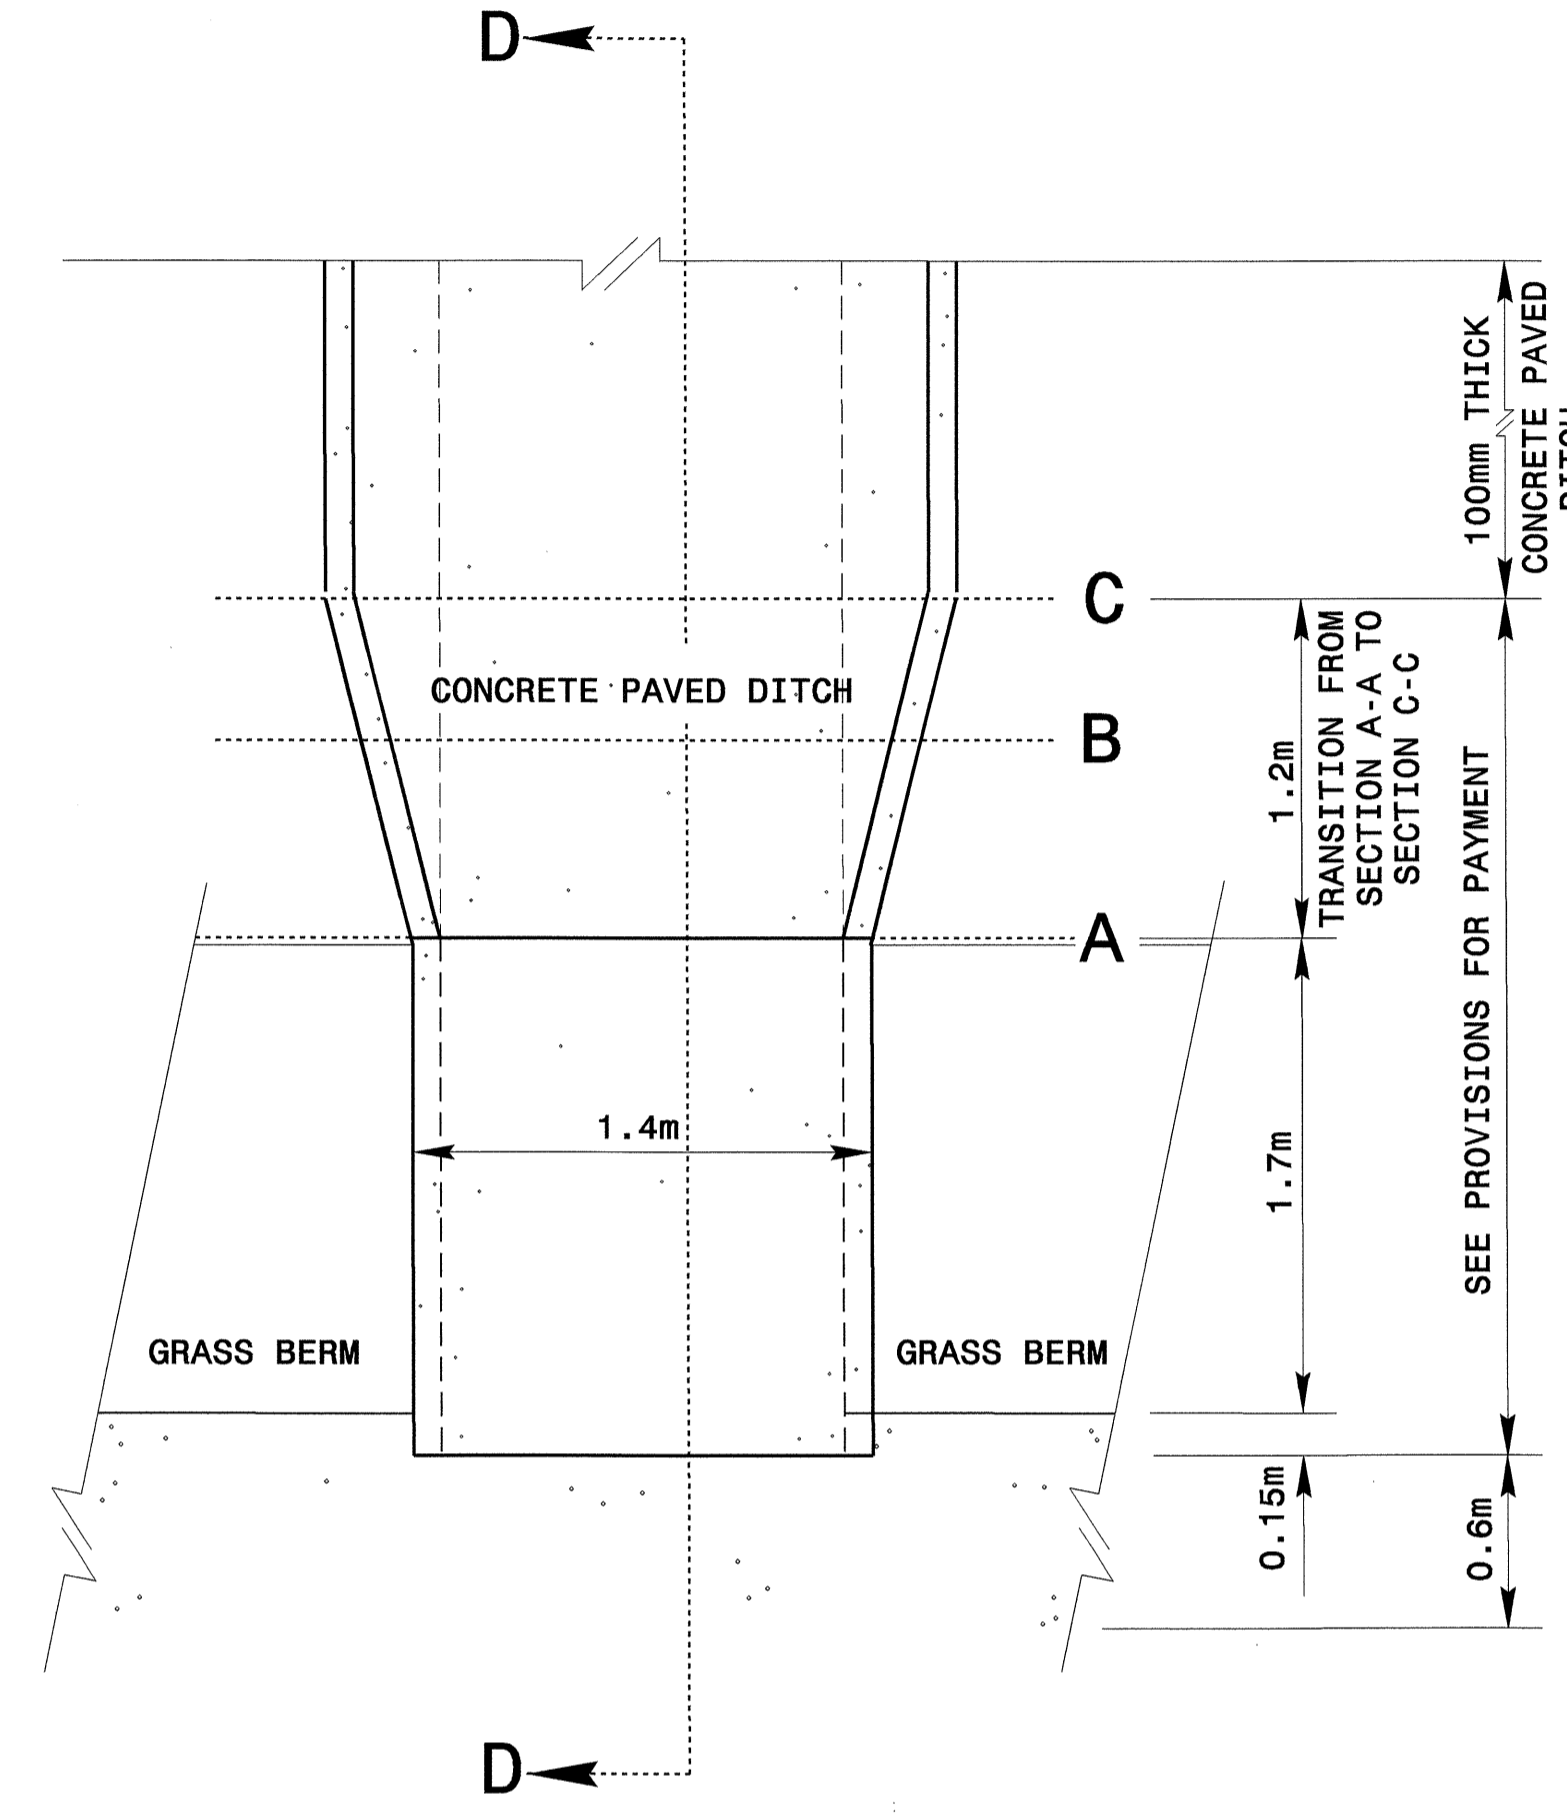 D
100mm THICK
CONCRETE PAVED
DITCH
C
TRANSITION FROM
SECTION A-A TO
SECTION C-C
CONCRETE PAVED DITCH
B
1.2m
SEE PROVISIONS FOR PAYMENT
A
1.4m
1.7m
GRASS BERM
GRASS BERM
0.15m
0.6m
D